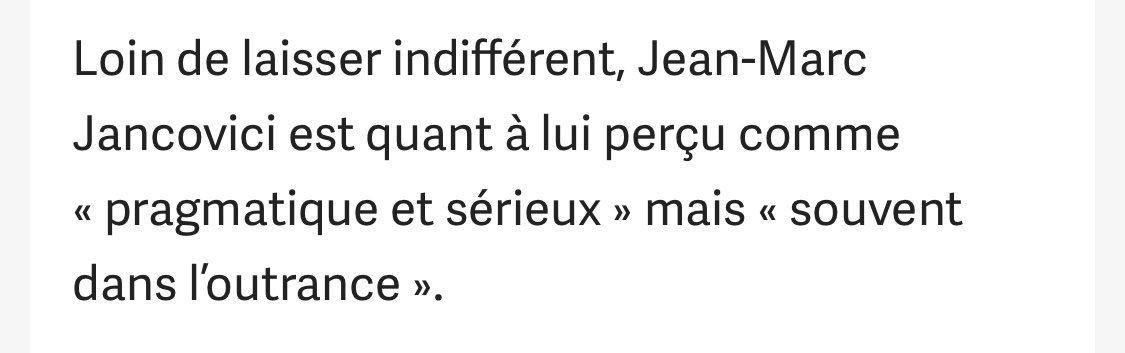 Loin de laisser indifférent, Jean-Marc
Jancovici est quant à lui perçu comme
« pragmatique et sérieux » mais « souvent
dans l’outrance ».